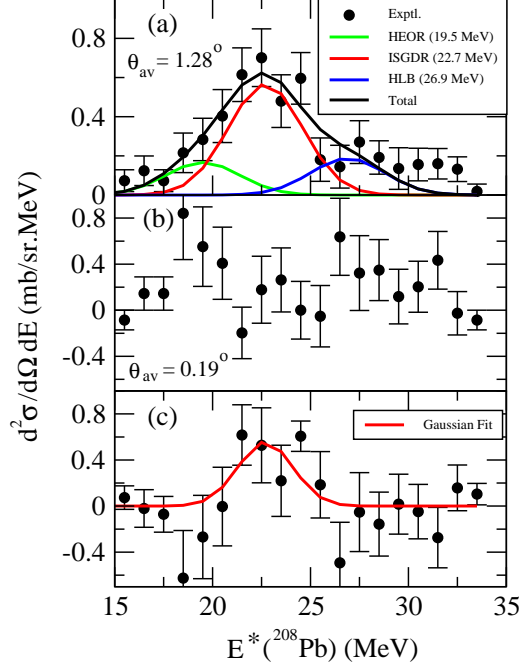 (a)
θav = 1.28°
Exptl.
HEOR (19.5 MeV)
ISGDR (22.7 MeV)
HLB (26.9 MeV)
Total
0.8
0.4
0
(b)
θav = 0.19°
0.8
0.4
0
-0.4
(c)
Gaussian Fit
0.8
0.4
0
-0.4
15 20 25 30 35
E*(²⁰⁸Pb) (MeV)
d²σ/dΩ dE (mb/sr.MeV)